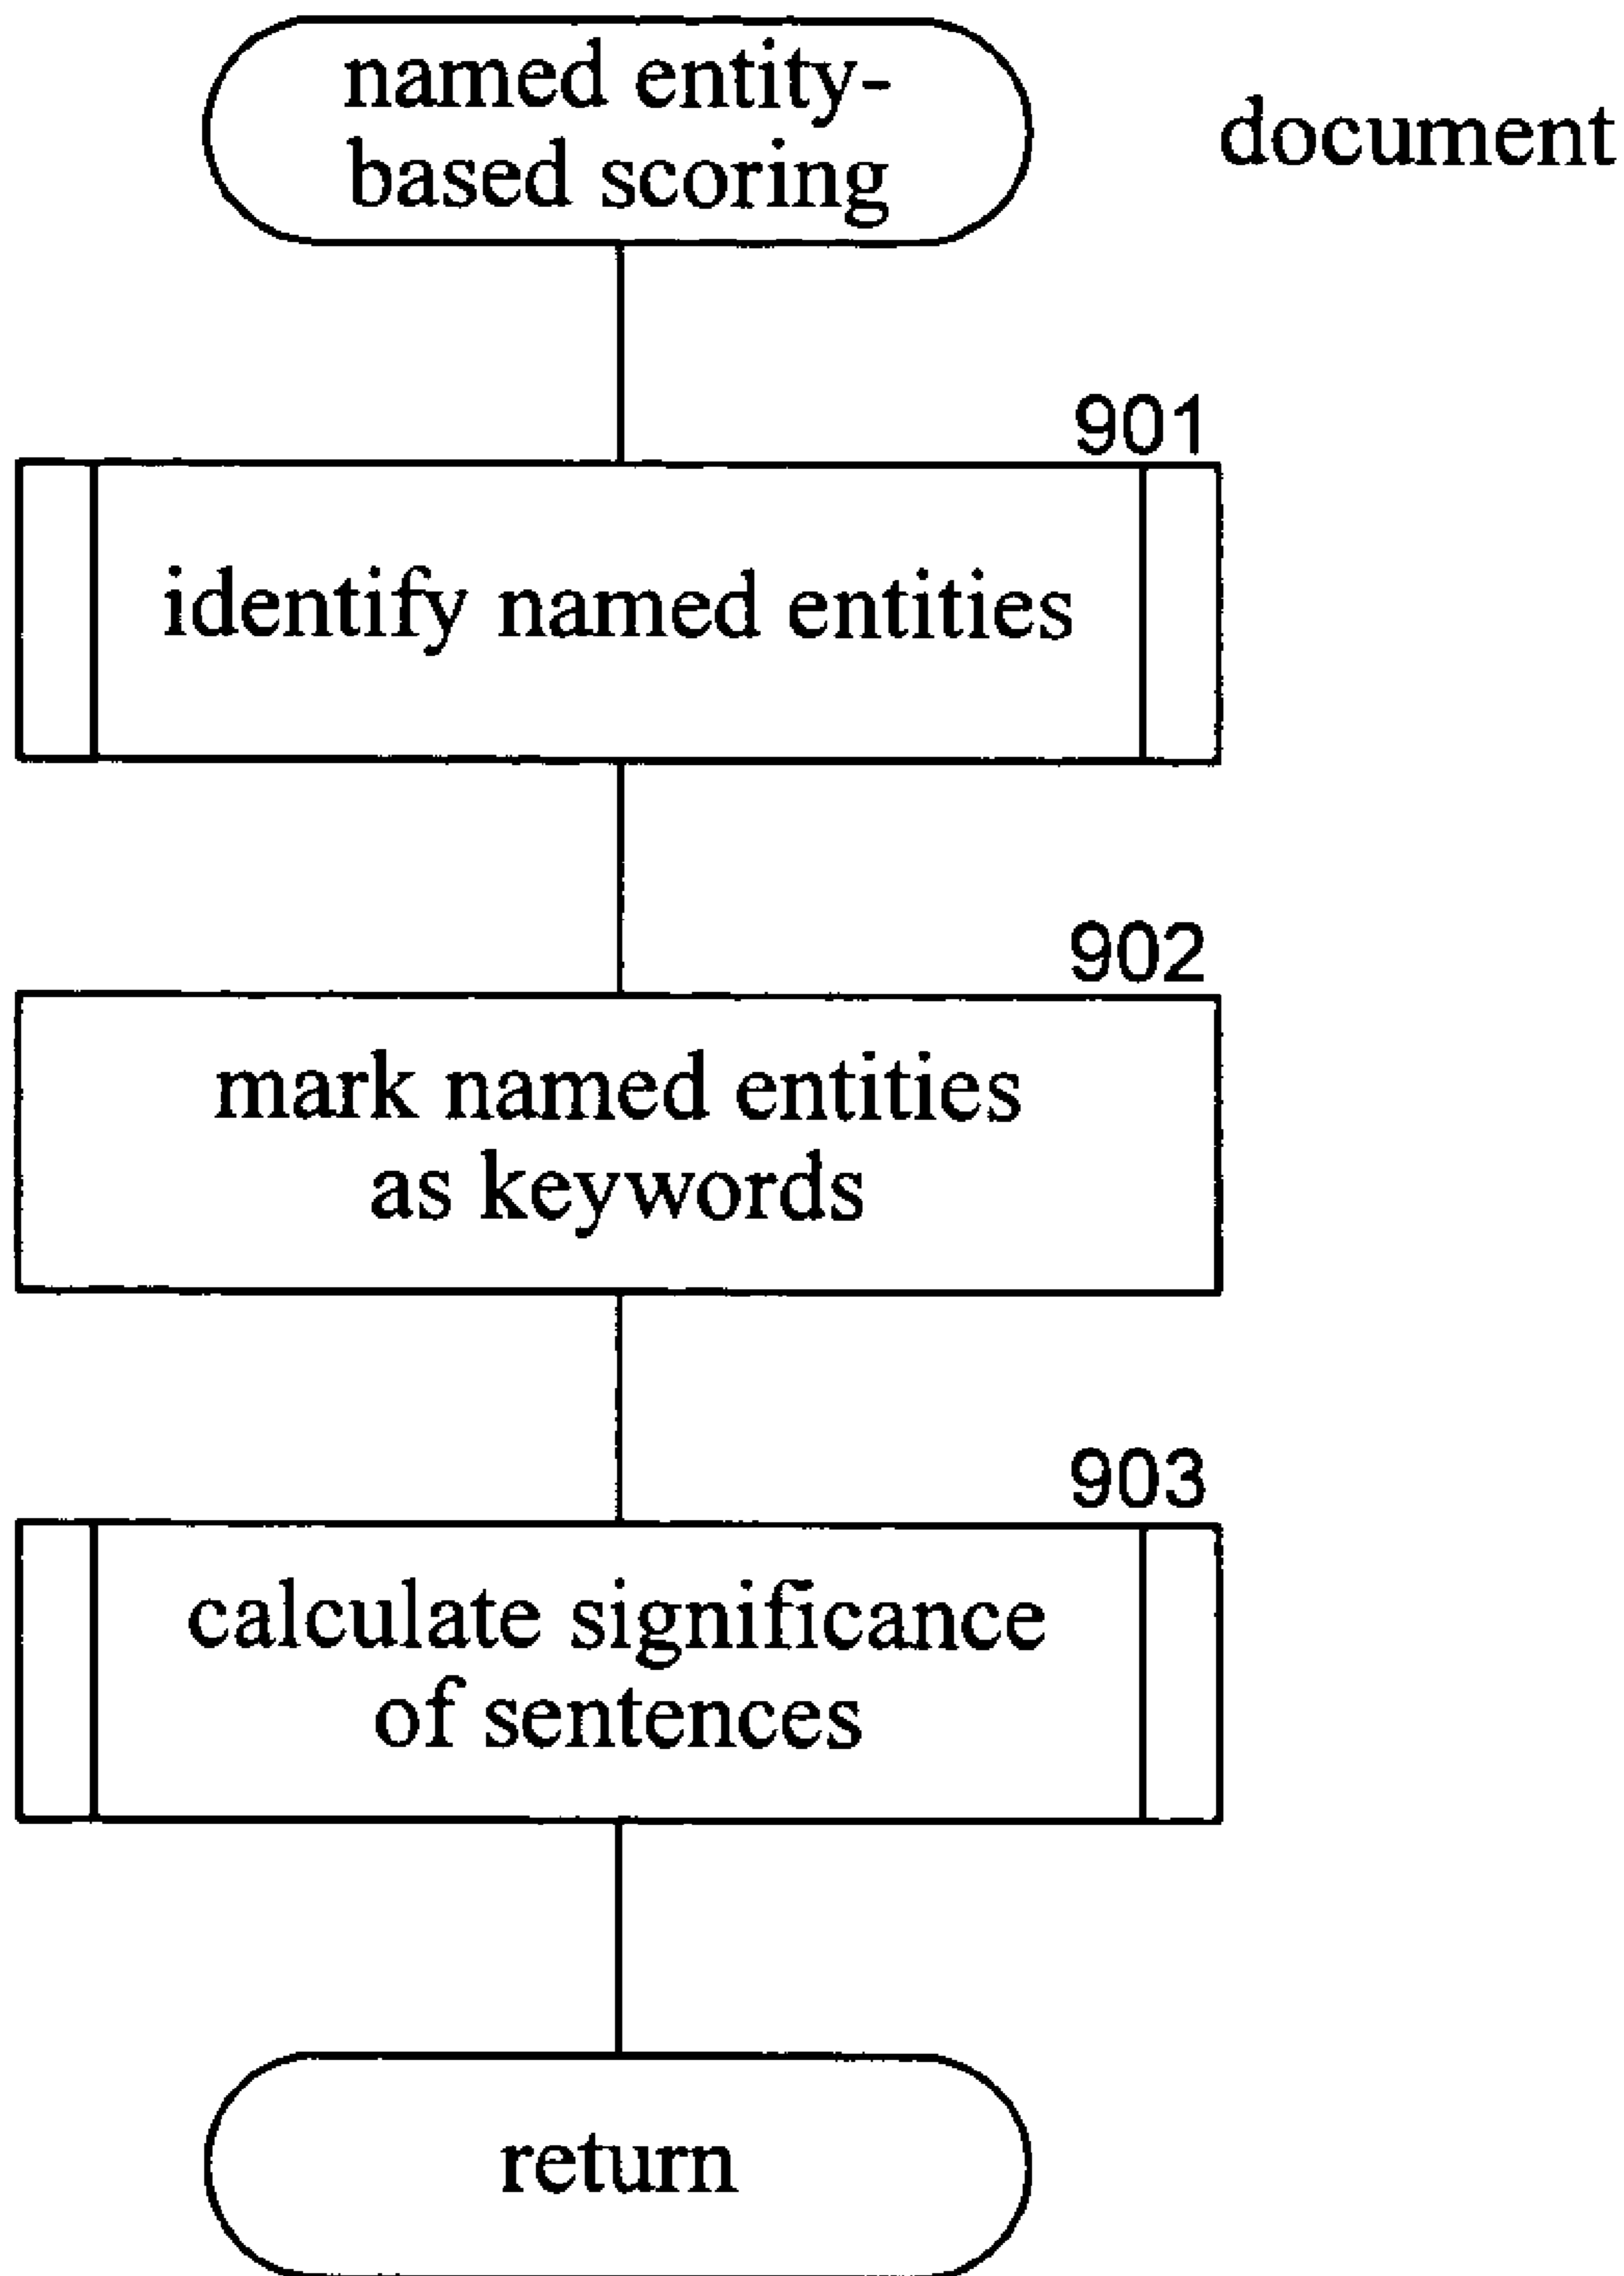 named entity-
based scoring
document
901
identify named entities
902
mark named entities
as keywords
903
calculate significance
of sentences
return